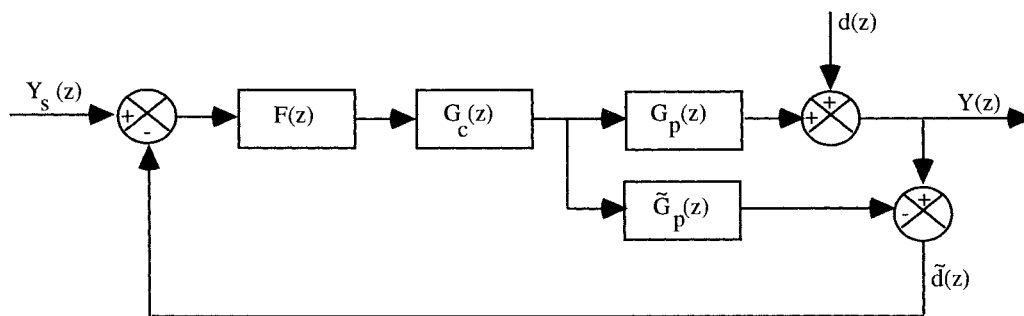 d(z)
Y_s(z)
+
-
F(z)
G_c(z)
G_p(z)
+
+
Y(z)
G̃_p(z)
+
-
d̃(z)